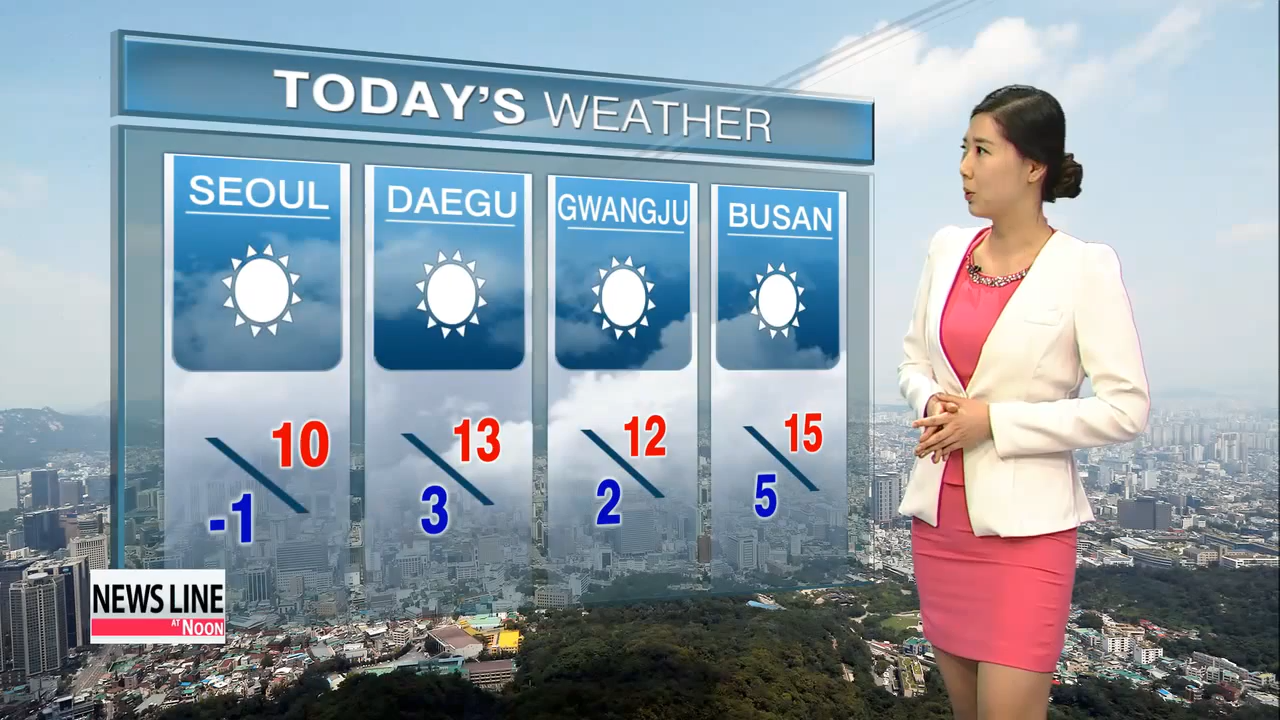 TODAY'S WEATHER
SEOUL
DAEGU
GWANGJU
BUSAN
10
-1
13
3
12
2
15
5
NEWS LINE
AT NOON